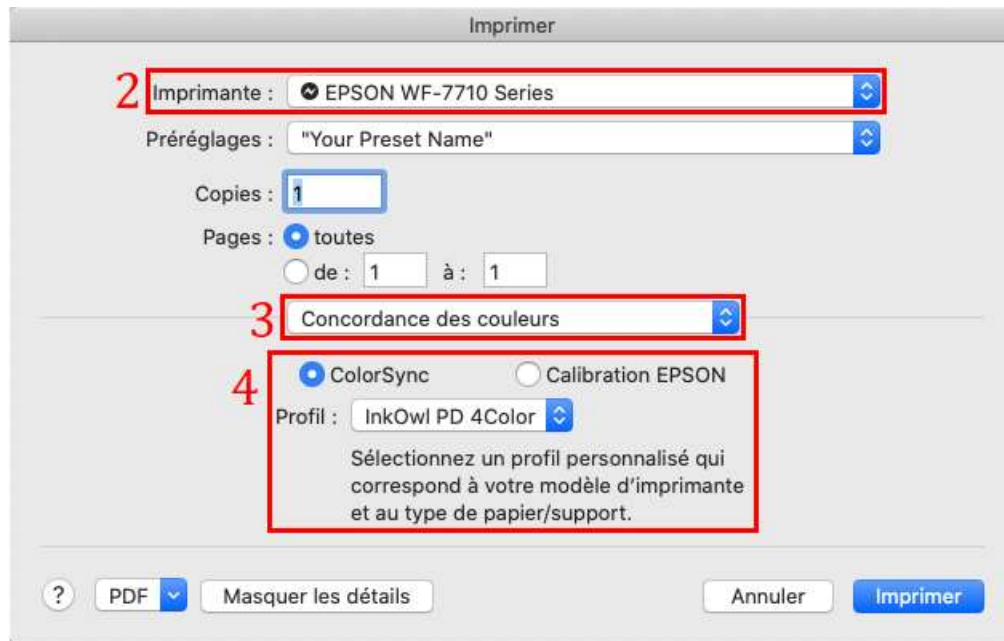 Imprimer
2 Imprimante : EPSON WF-7710 Series
Préréglages : "Your Preset Name"
Copies : 1
Pages : toutes
de : 1 à : 1
3 Concordance des couleurs
4 ColorSync Calibration EPSON
Profil : InkOwl PD 4Color
Sélectionnez un profil personnalisé qui
correspond à votre modèle d’imprimante
et au type de papier/support.
? PDF Masquer les détails Annuler Imprimer